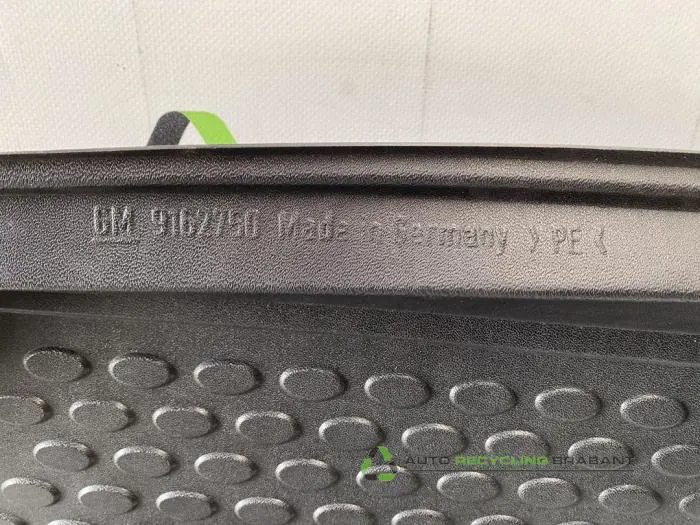 GM 9162750 Made in Germany >PE<
AUTO RECYCLING BRABANT